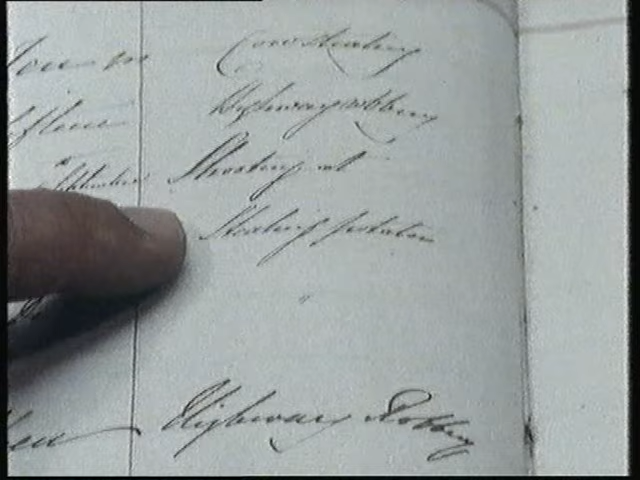 Cow Stealing
Highway robbery
Shooting at
Stealing potatoes
Highway Robbery